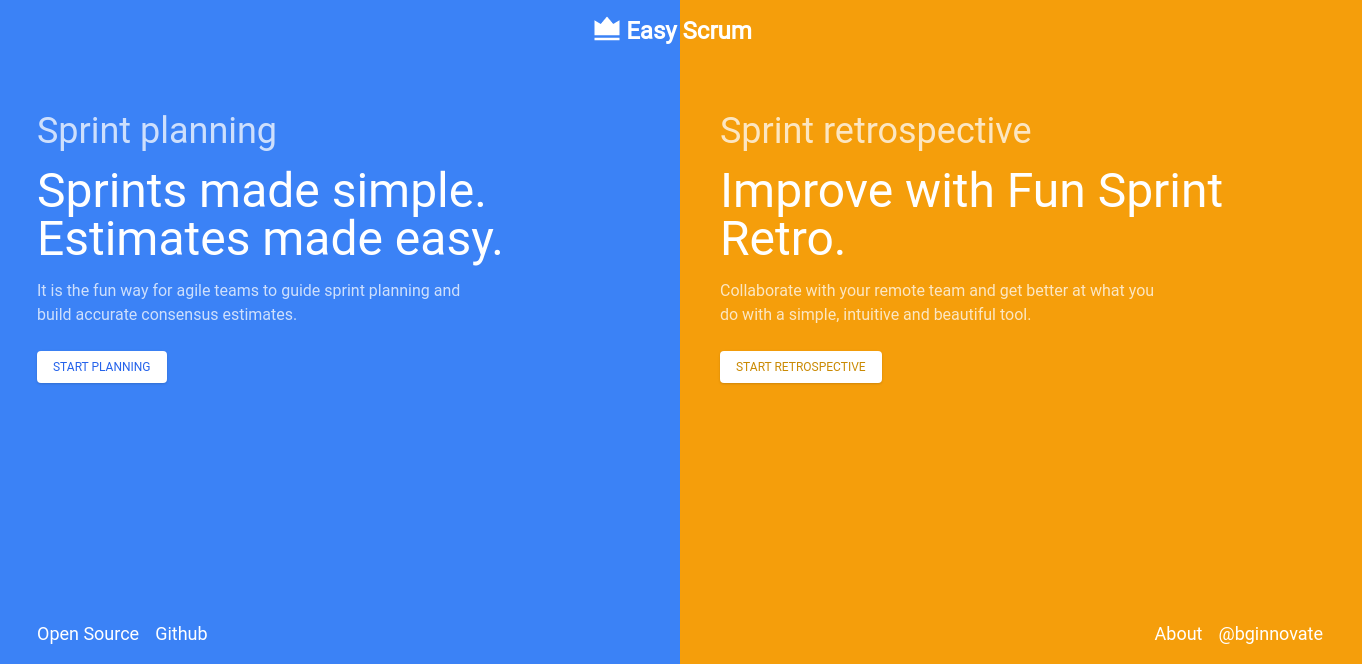 Easy Scrum
Sprint planning
Sprints made simple.
Estimates made easy.
It is the fun way for agile teams to guide sprint planning and
build accurate consensus estimates.
START PLANNING
Sprint retrospective
Improve with Fun Sprint
Retro.
Collaborate with your remote team and get better at what you
do with a simple, intuitive and beautiful tool.
START RETROSPECTIVE
Open Source Github
About @bginnovate